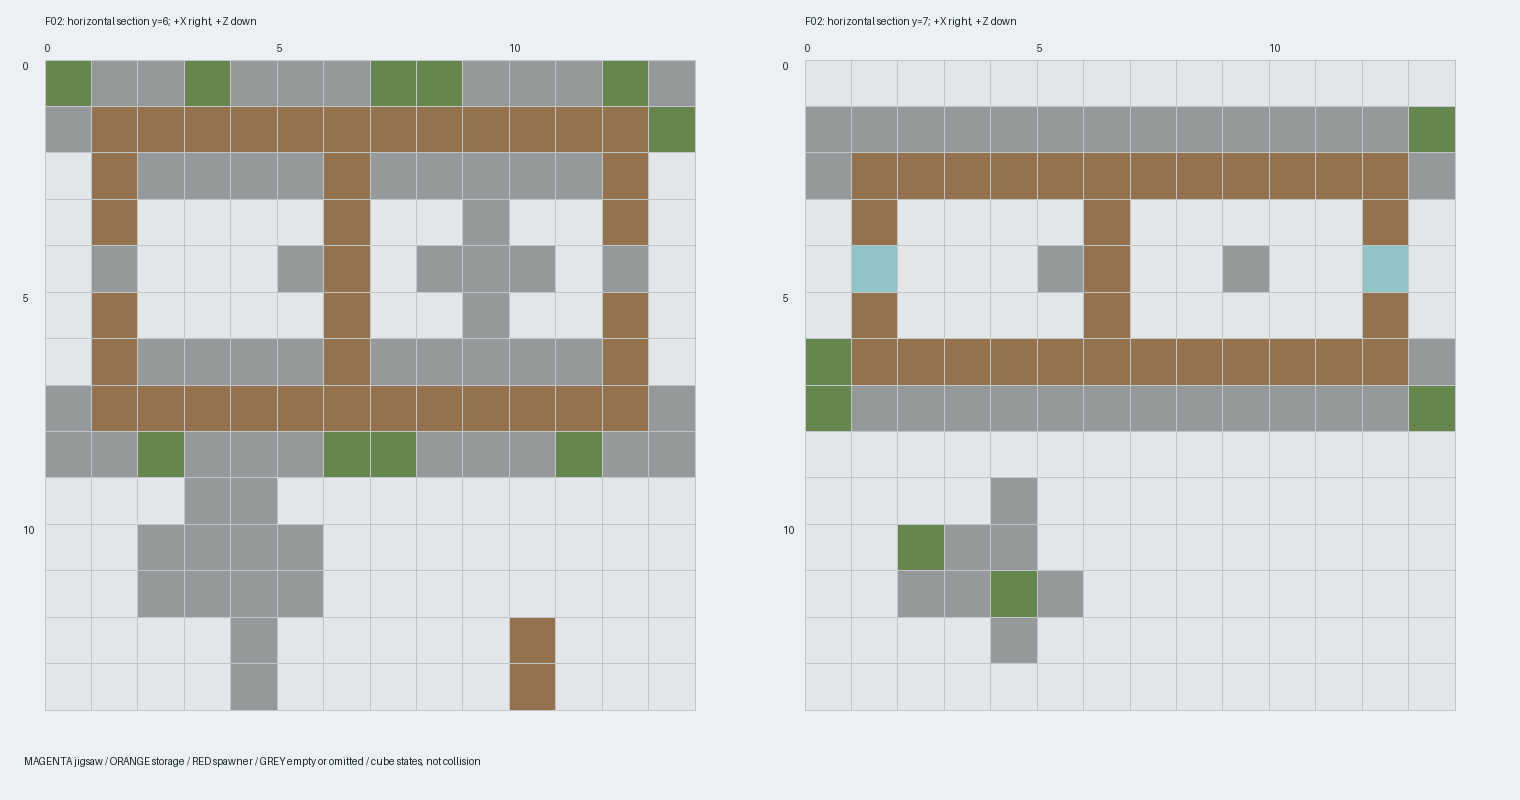 F02: horizontal section y=6; +X right, +Z down
F02: horizontal section y=7; +X right, +Z down
0 5 10
0 5 10
0
0
5
5
10
10
MAGENTA jigsaw / ORANGE storage / RED spawner / GREY empty or omitted / cube states, not collision